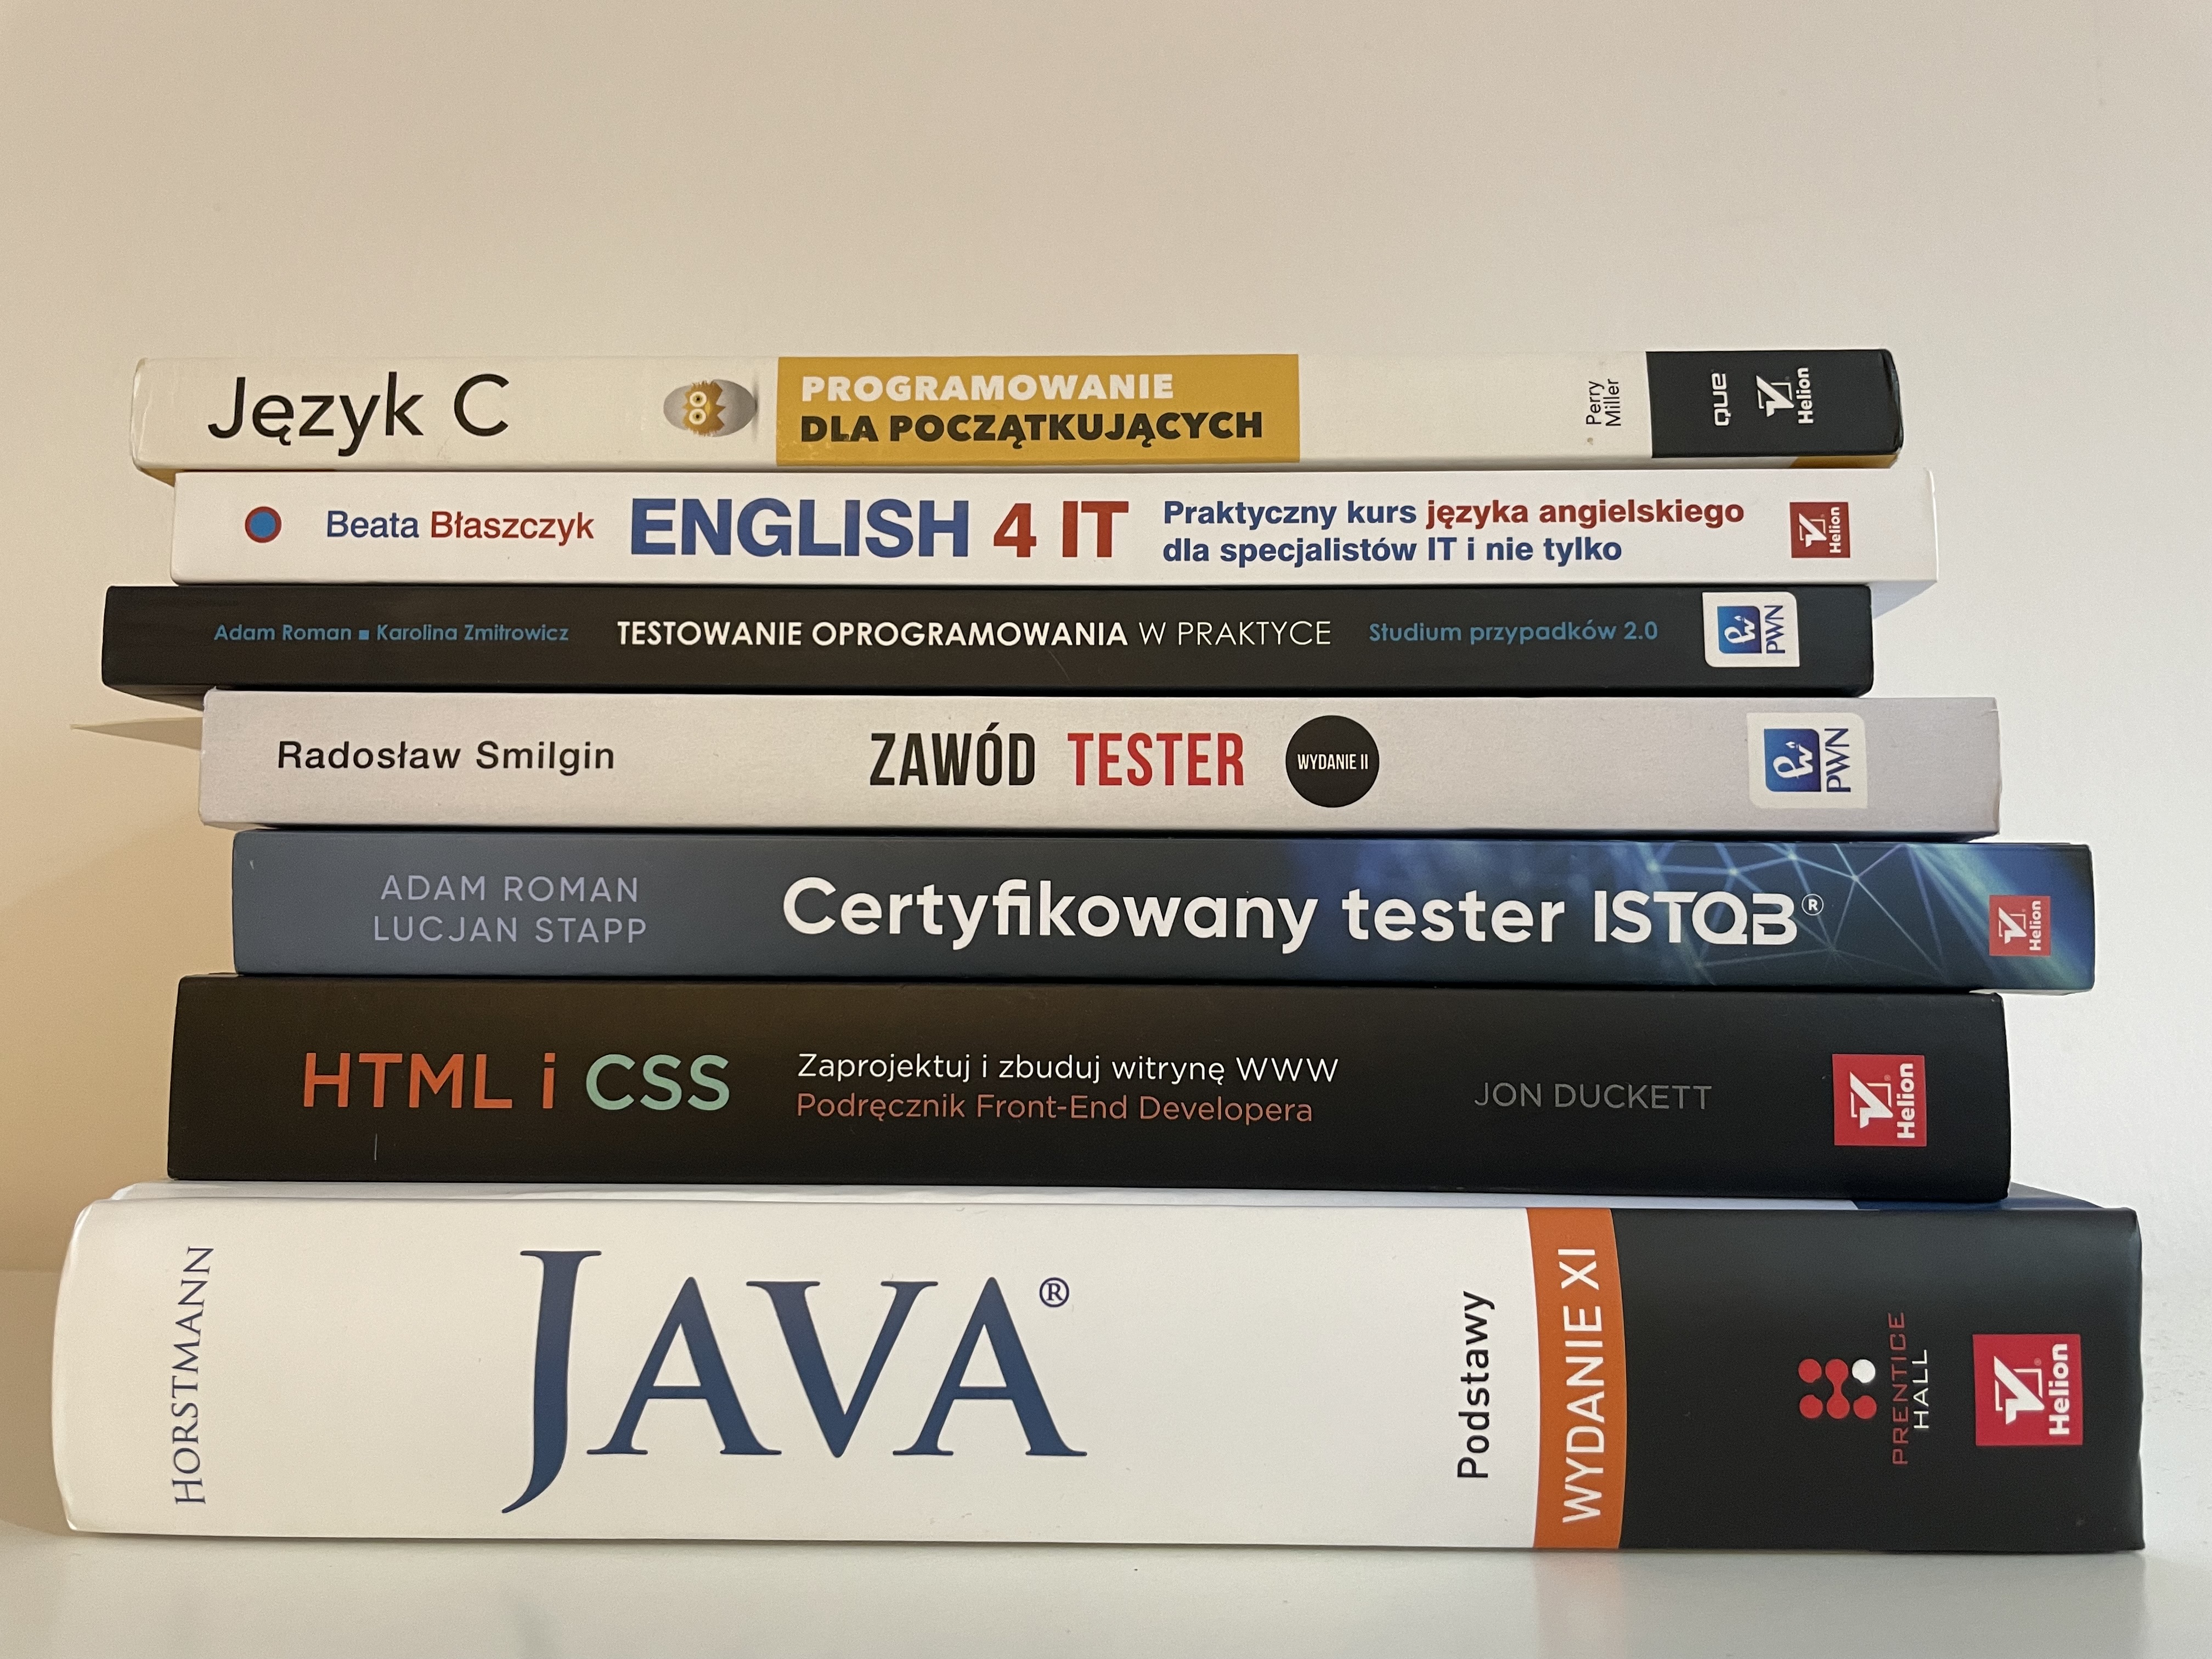 Język C
PROGRAMOWANIE
DLA POCZĄTKUJĄCYCH
Perry
Miller
que
Helion
Beata Błaszczyk
ENGLISH 4 IT
Praktyczny kurs języka angielskiego
dla specjalistów IT i nie tylko
Helion
Adam Roman ■ Karolina Zmitrowicz
TESTOWANIE OPROGRAMOWANIA W PRAKTYCE
Studium przypadków 2.0
PWN
Radosław Smilgin
ZAWÓD TESTER
WYDANIE II
PWN
ADAM ROMAN
LUCJAN STAPP
Certyfikowany tester ISTQB®
Helion
HTML i CSS
Zaprojektuj i zbuduj witrynę WWW
Podręcznik Front-End Developera
JON DUCKETT
Helion
HORSTMANN
JAVA®
Podstawy
WYDANIE XI
PRENTICE
HALL
Helion